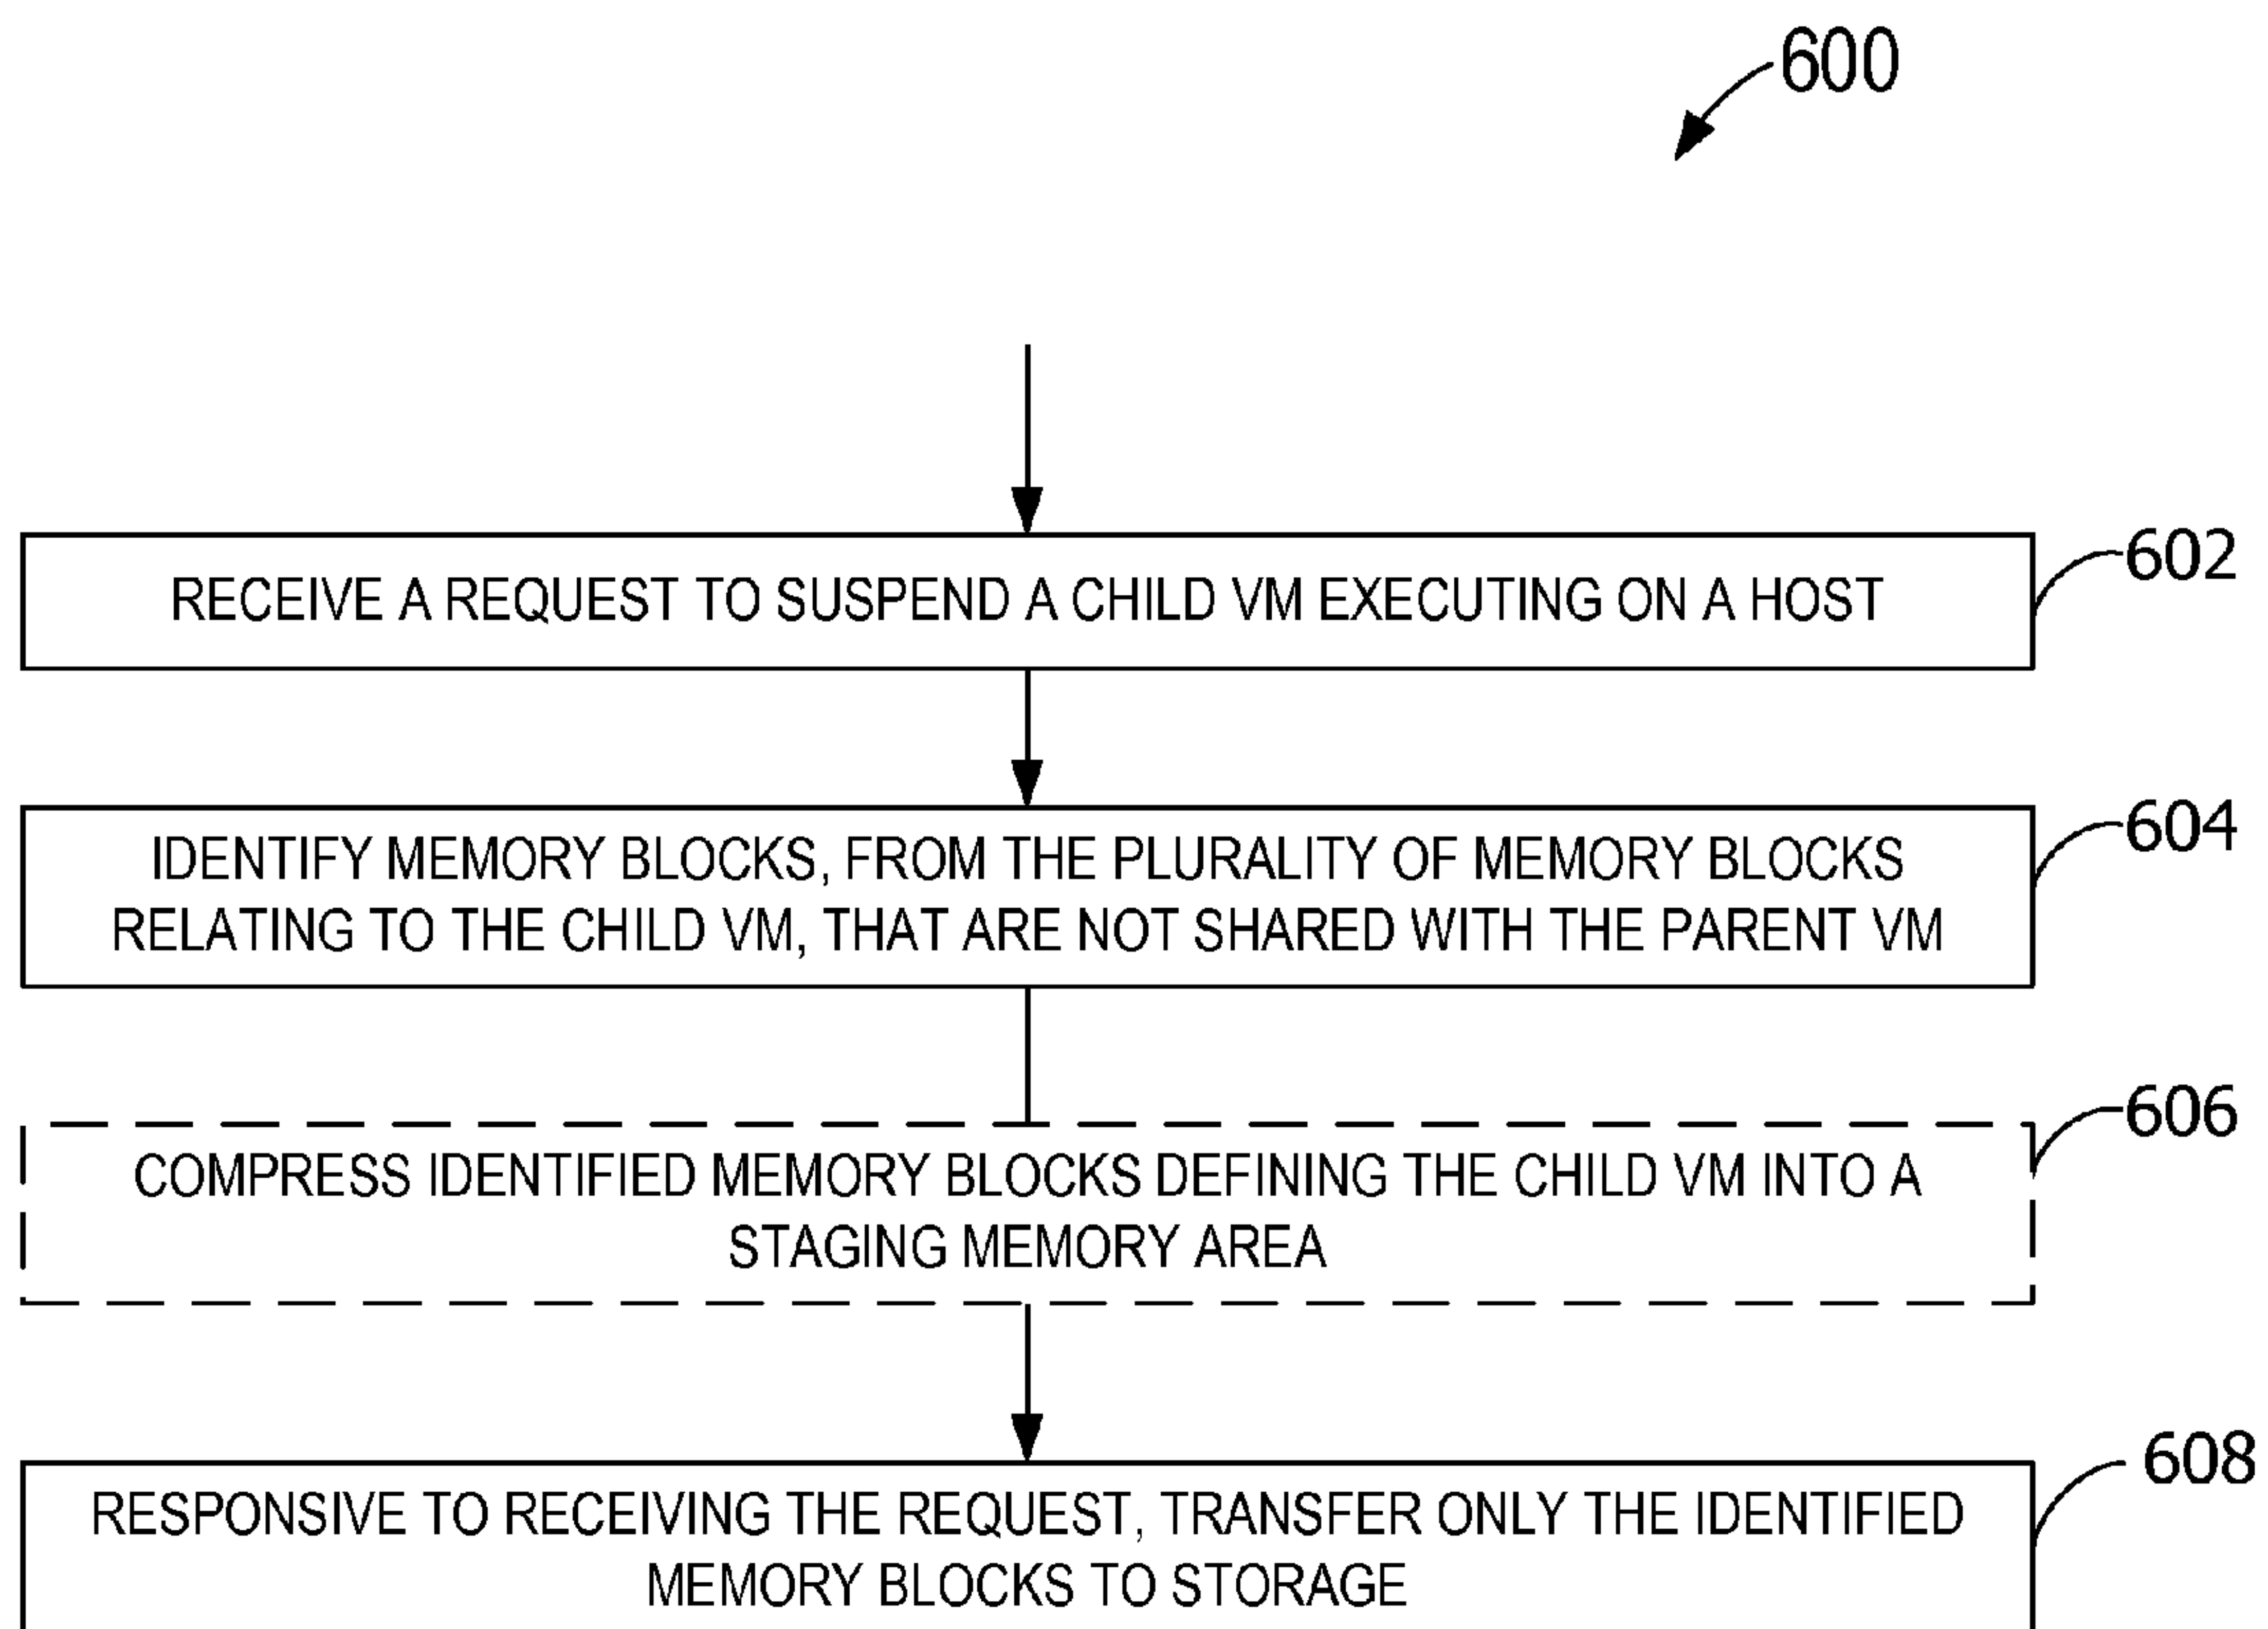 600
RECEIVE A REQUEST TO SUSPEND A CHILD VM EXECUTING ON A HOST
602
IDENTIFY MEMORY BLOCKS, FROM THE PLURALITY OF MEMORY BLOCKS
RELATING TO THE CHILD VM, THAT ARE NOT SHARED WITH THE PARENT VM
604
COMPRESS IDENTIFIED MEMORY BLOCKS DEFINING THE CHILD VM INTO A
STAGING MEMORY AREA
606
RESPONSIVE TO RECEIVING THE REQUEST, TRANSFER ONLY THE IDENTIFIED
MEMORY BLOCKS TO STORAGE
608